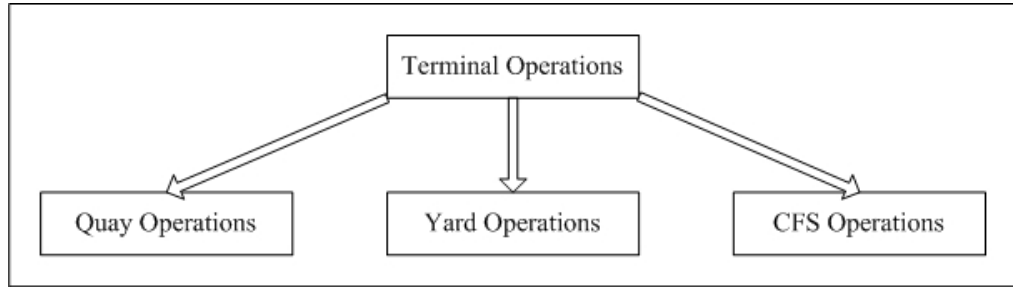 Terminal Operations
Quay Operations
Yard Operations
CFS Operations